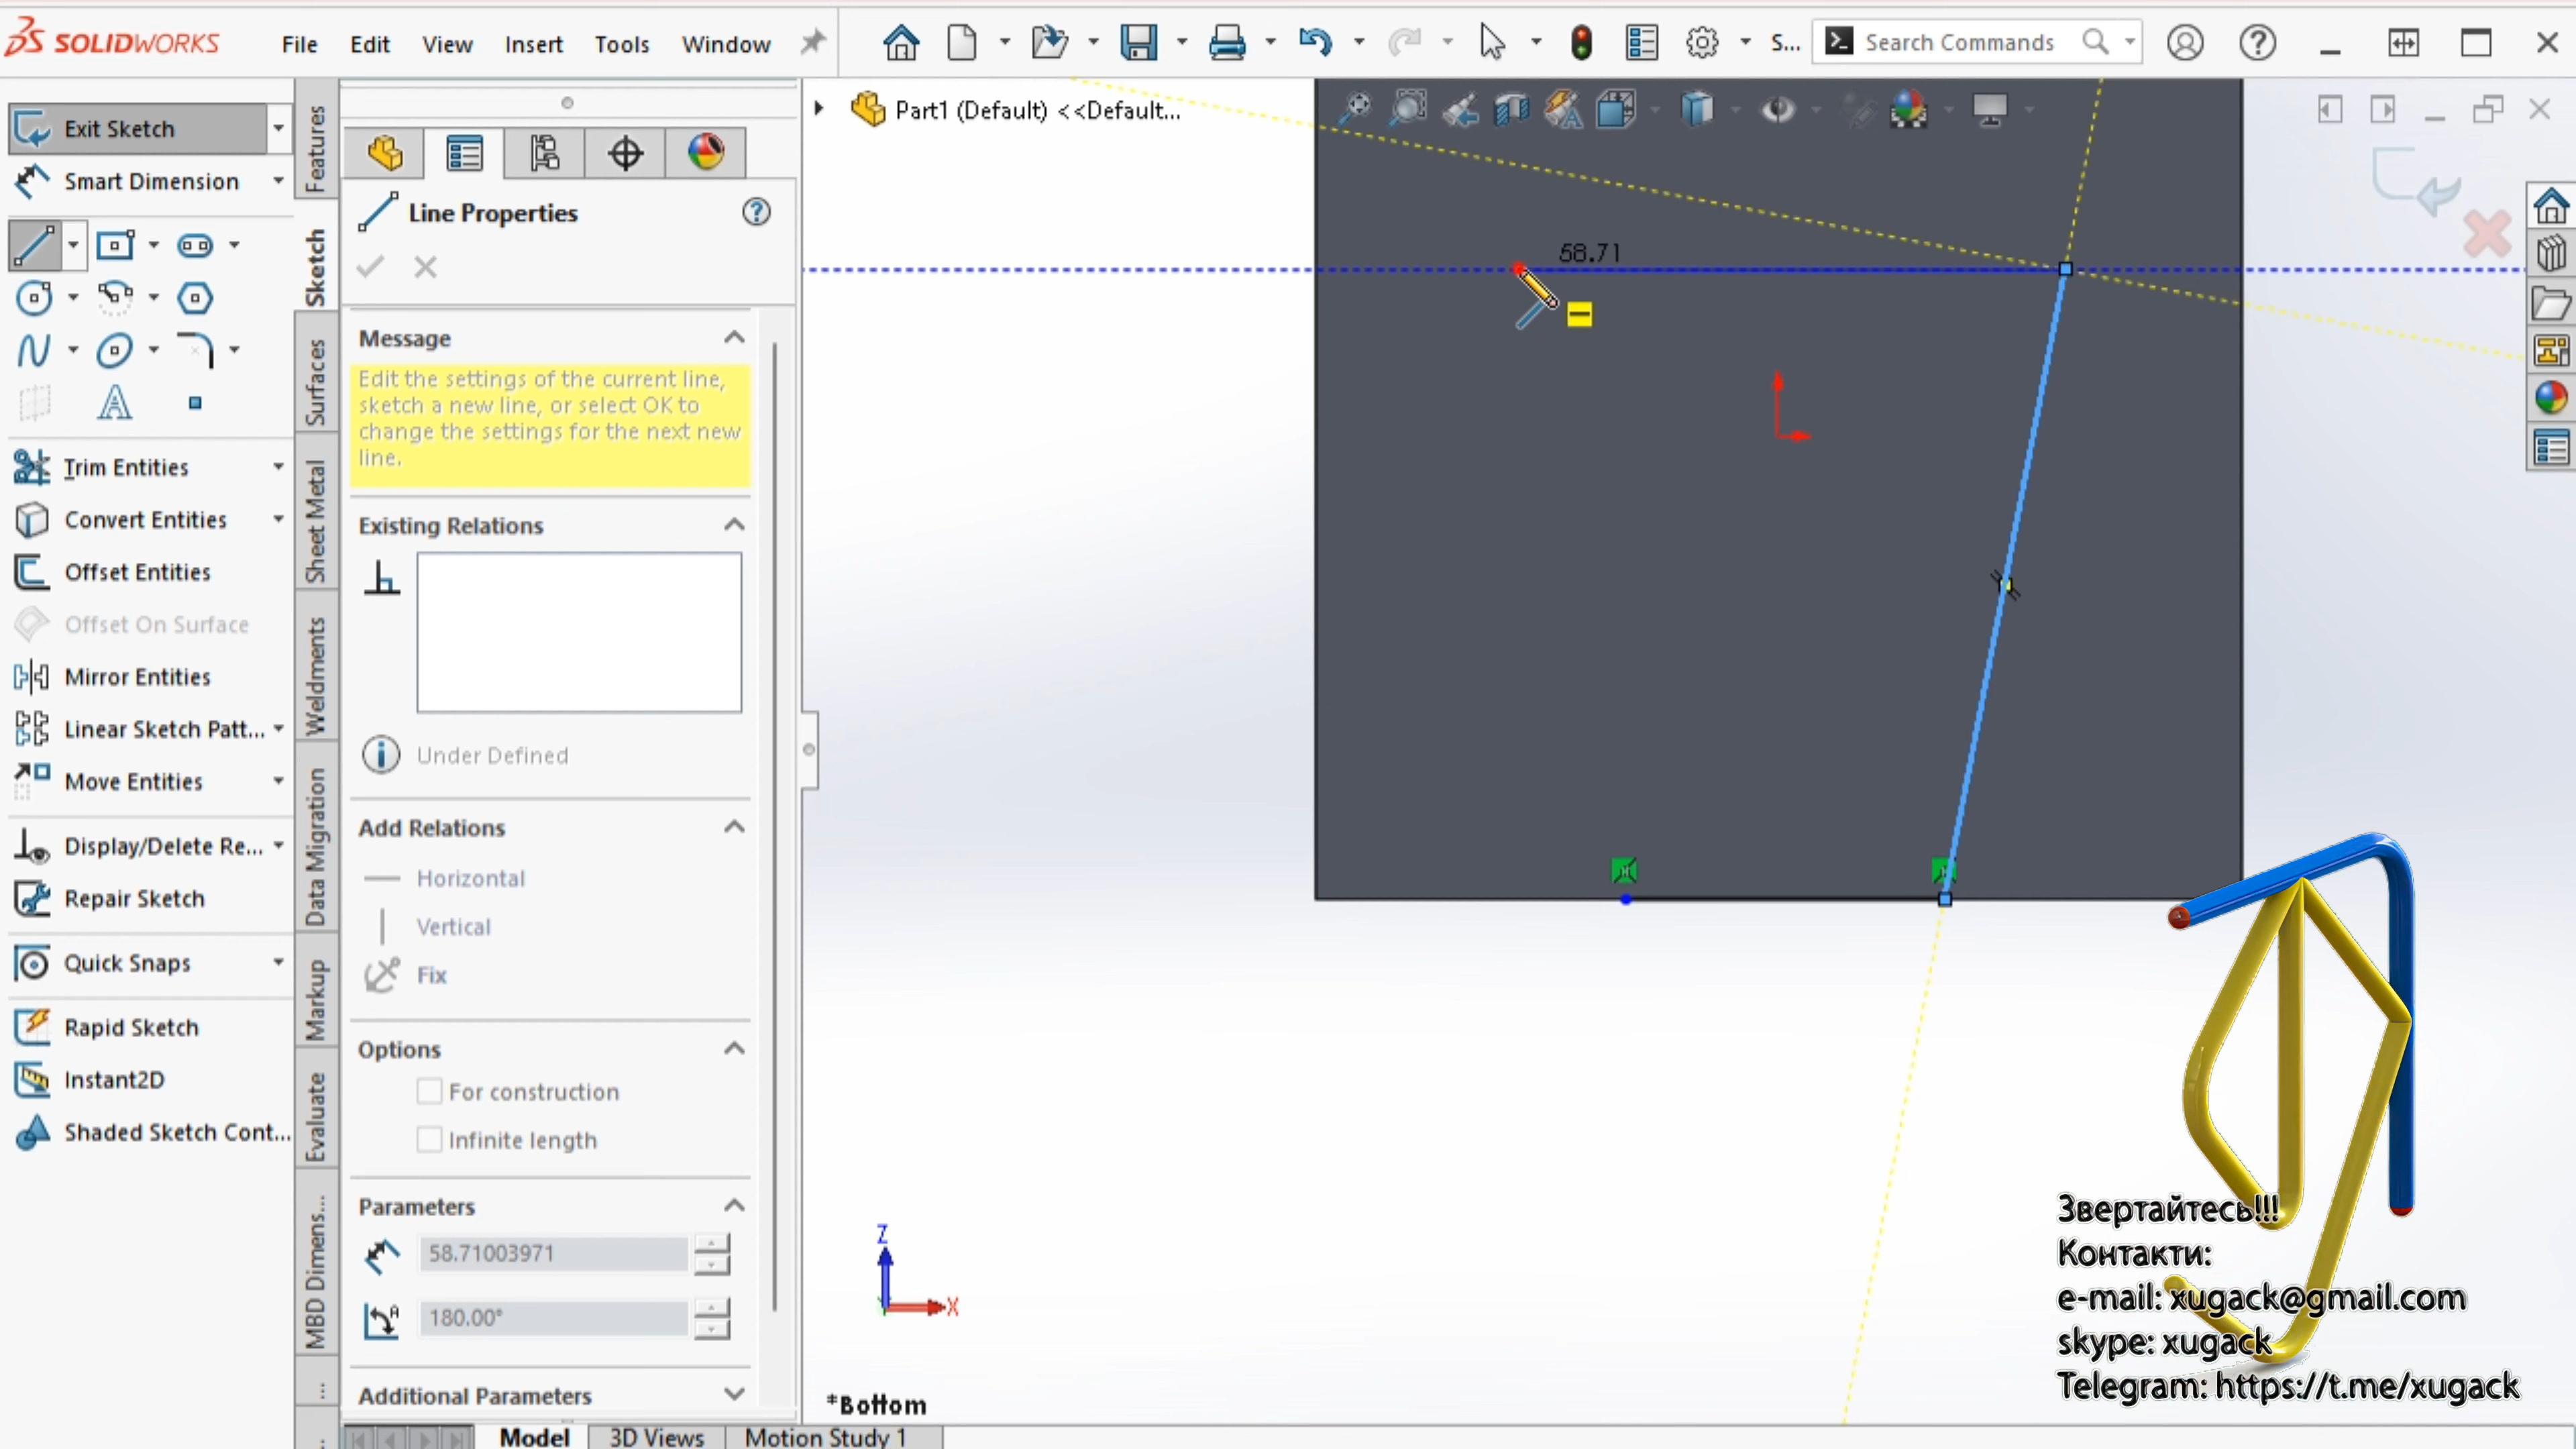 SOLIDWORKS
File Edit View Insert Tools Window
S...
Search Commands
Exit Sketch
Smart Dimension
Trim Entities
Convert Entities
Offset Entities
Offset On Surface
Mirror Entities
Linear Sketch Patt...
Move Entities
Display/Delete Re...
Repair Sketch
Quick Snaps
Rapid Sketch
Instant2D
Shaded Sketch Cont...
Features
Sketch
Surfaces
Sheet Metal
Weldments
Data Migration
Markup
Evaluate
MBD Dimens...
...
Line Properties
Message
Edit the settings of the current line,
sketch a new line, or select OK to
change the settings for the next new
line.
Existing Relations
Under Defined
Add Relations
Horizontal
Vertical
Fix
Options
For construction
Infinite length
Parameters
58.71003971
180.00°
Additional Parameters
Part1 (Default) <<Default...
58.71
Z
X
*Bottom
Звертайтесь!!!
Контакти:
e-mail: xugack@gmail.com
skype: xugack
Telegram: https://t.me/xugack
Model 3D Views Motion Study 1